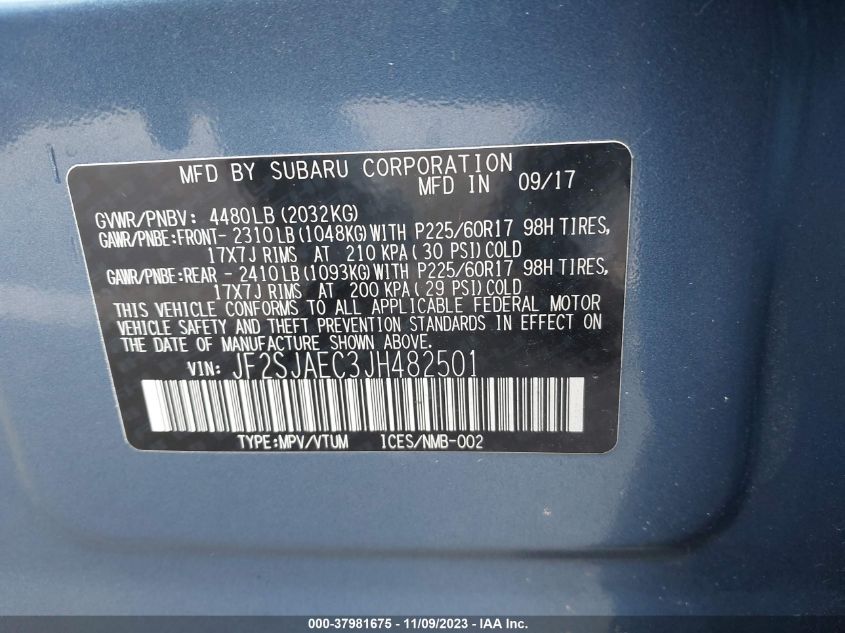 MFD BY SUBARU CORPORATION
MFD IN 09/17
GVWR/PNBV: 4480LB (2032KG)
GAWR/PNBE:FRONT- 2310LB (1048KG) WITH P225/60R17 98H TIRES,
17X7J RIMS AT 210 KPA ( 30 PSI) COLD
GAWR/PNBE:REAR - 2410LB (1093KG) WITH P225/60R17 98H TIRES,
17X7J RIMS AT 200 KPA ( 29 PSI) COLD
THIS VEHICLE CONFORMS TO ALL APPLICABLE FEDERAL MOTOR
VEHICLE SAFETY AND THEFT PREVENTION STANDARDS IN EFFECT ON
THE DATE OF MANUFACTURE SHOWN ABOVE.
VIN: JF2SJAEC3JH482501
TYPE:MPV/VTUM ICES/NMB-002
000-37981675 - 11/09/2023 - IAA Inc.